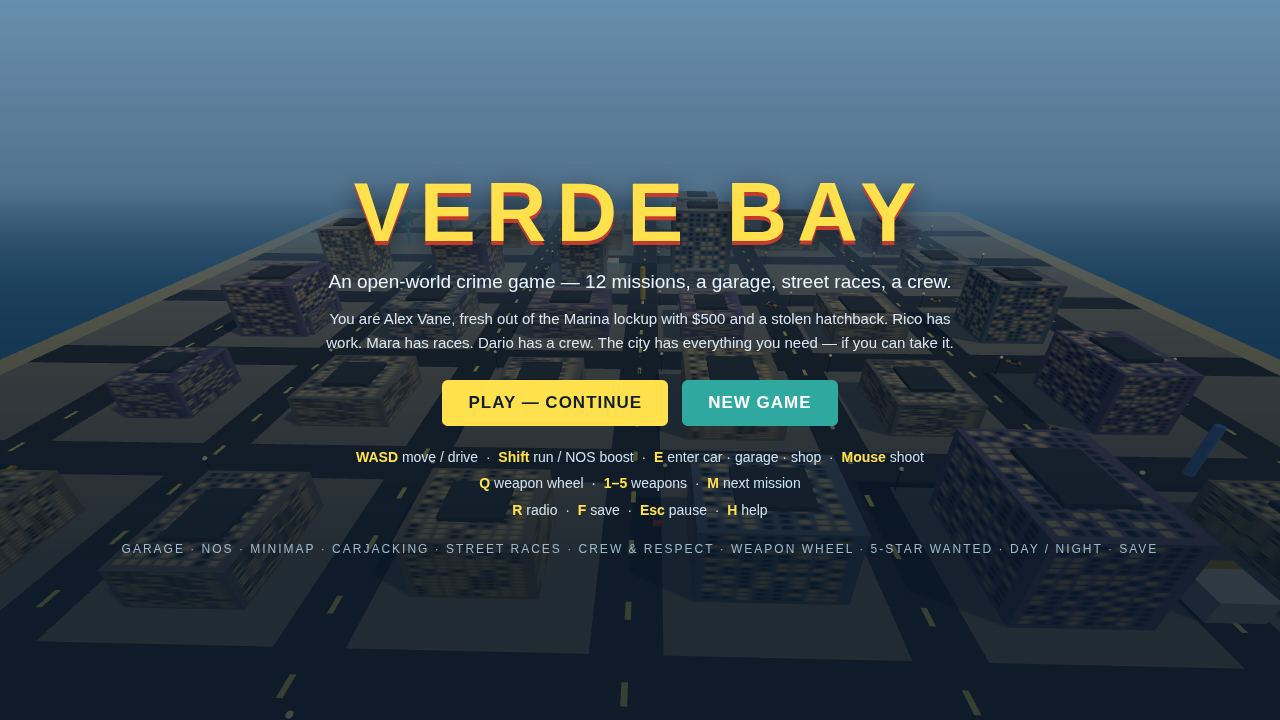 VERDE BAY
An open-world crime game — 12 missions, a garage, street races, a crew.
You are Alex Vane, fresh out of the Marina lockup with $500 and a stolen hatchback. Rico has
work. Mara has races. Dario has a crew. The city has everything you need — if you can take it.
PLAY — CONTINUE NEW GAME
WASD move / drive · Shift run / NOS boost · E enter car · garage · shop · Mouse shoot
Q weapon wheel · 1–5 weapons · M next mission
R radio · F save · Esc pause · H help
GARAGE · NOS · MINIMAP · CARJACKING · STREET RACES · CREW & RESPECT · WEAPON WHEEL · 5-STAR WANTED · DAY / NIGHT · SAVE